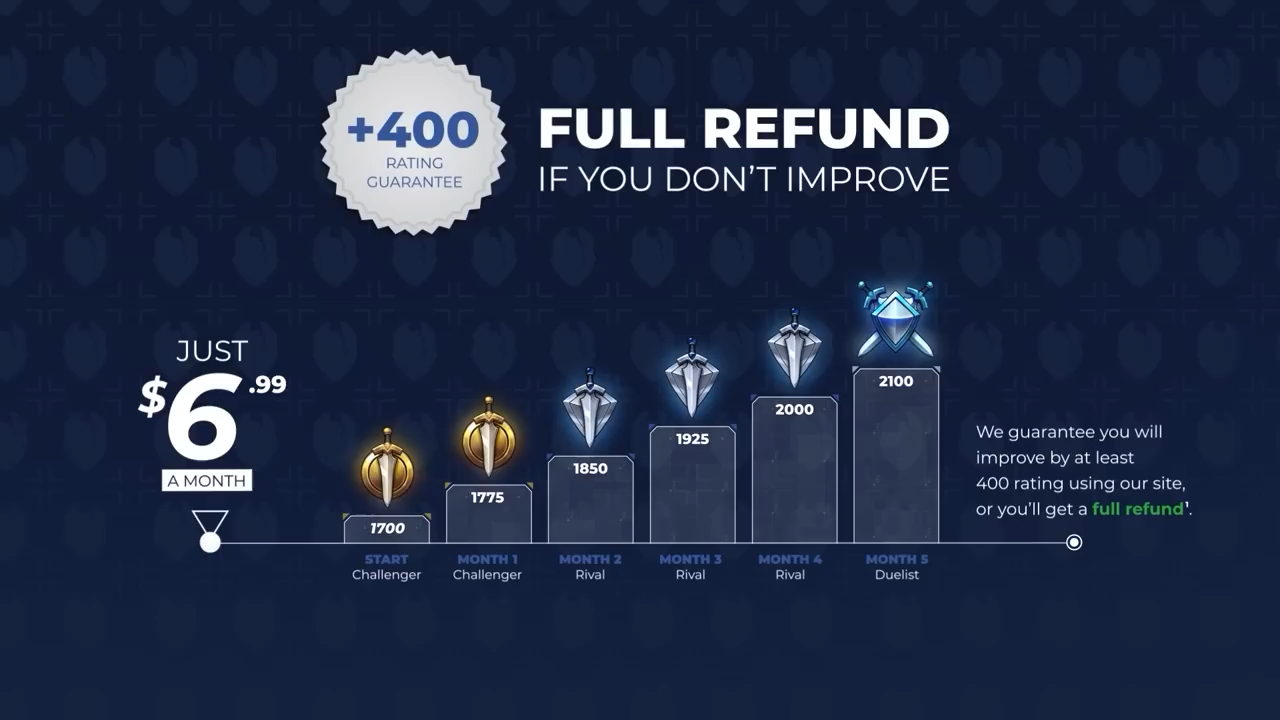 +400
RATING
GUARANTEE
FULL REFUND
IF YOU DON'T IMPROVE
JUST
$6.99
A MONTH
1700
1775
1850
1925
2000
2100
START
Challenger
MONTH 1
Challenger
MONTH 2
Rival
MONTH 3
Rival
MONTH 4
Rival
MONTH 5
Duelist
We guarantee you will
improve by at least
400 rating using our site,
or you'll get a full refund¹.